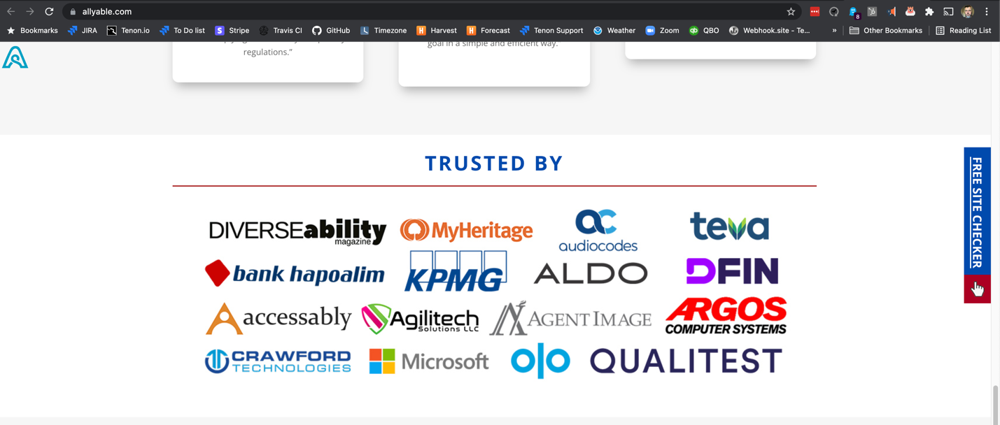 allyable.com
8
Bookmarks JIRA Tenon.io To Do list Stripe Travis CI GitHub Timezone Harvest Forecast Tenon Support Weather Zoom QBO Webhook.site - Te... » Other Bookmarks Reading List
regulations.”
goal in a simple and efficient way.
TRUSTED BY
DIVERSEability magazine MyHeritage audiocodes teva
bank hapoalim KPMG ALDO DFIN
accessably Agilitech Solutions LLC AGENT IMAGE ARGOS COMPUTER SYSTEMS
CRAWFORD TECHNOLOGIES Microsoft olo QUALITEST
FREE SITE CHECKER